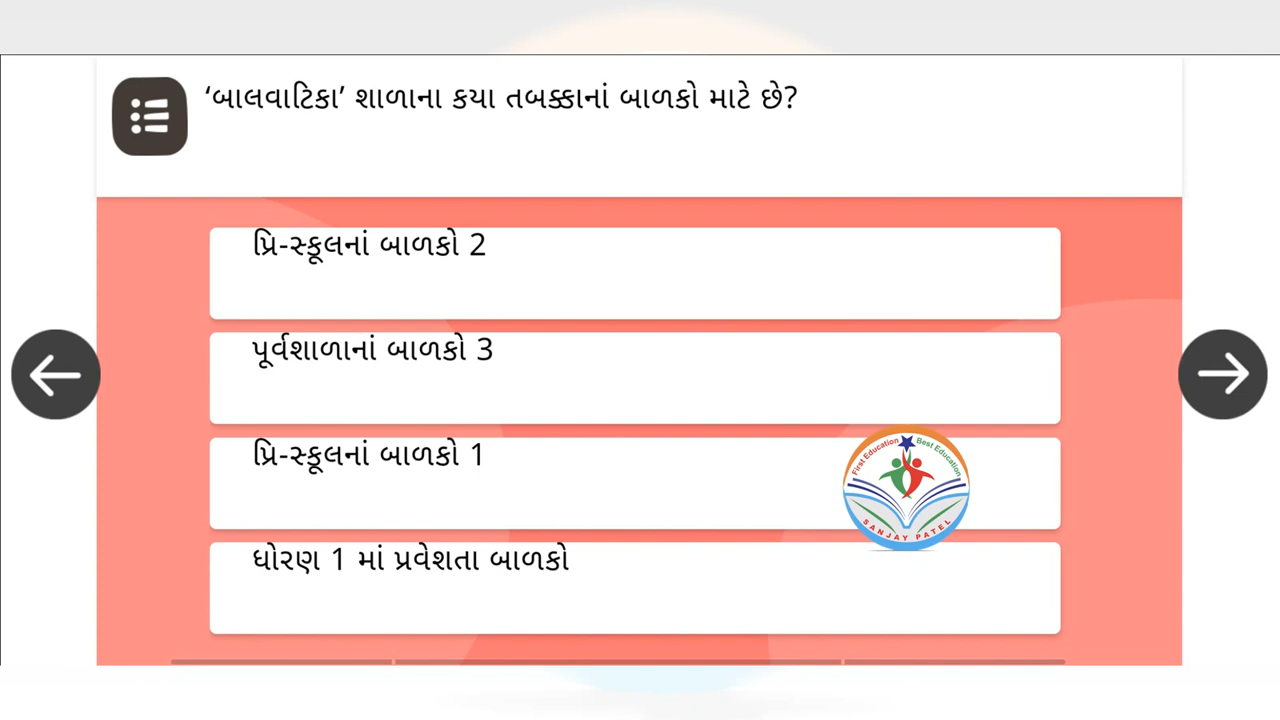 ‘બાલવાટિકા’ શાળાના કયા તબક્કાનાં બાળકો માટે છે?
પ્રિ-સ્કૂલનાં બાળકો 2
પૂર્વશાળાનાં બાળકો 3
પ્રિ-સ્કૂલનાં બાળકો 1
First Education Best Education
SANJAY PATEL
ધોરણ 1 માં પ્રવેશતા બાળકો